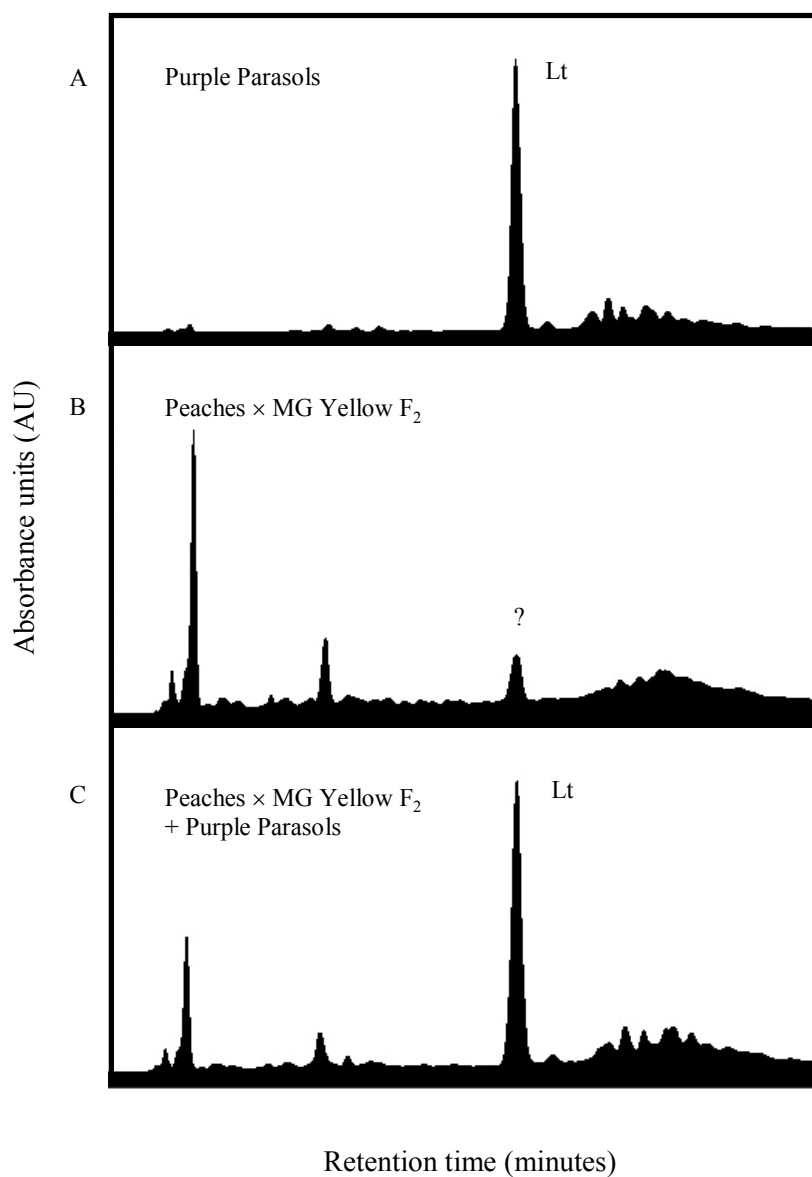 A
Purple Parasols
Lt
B
Peaches × MG Yellow F₂
?
C
Peaches × MG Yellow F₂
+ Purple Parasols
Lt
Absorbance units (AU)
Retention time (minutes)